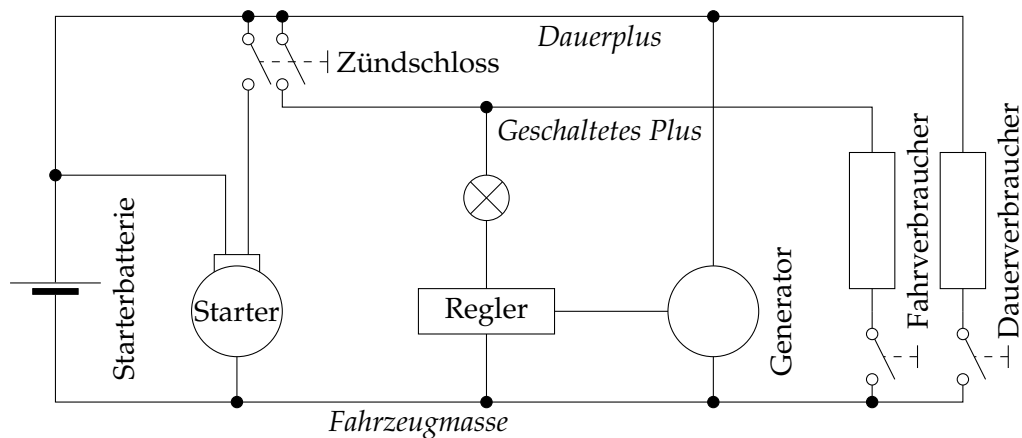 Dauerplus
Zündschloss
Geschaltetes Plus
Starterbatterie
Starter
Regler
Generator
Fahrverbraucher
Dauerverbraucher
Fahrzeugmasse